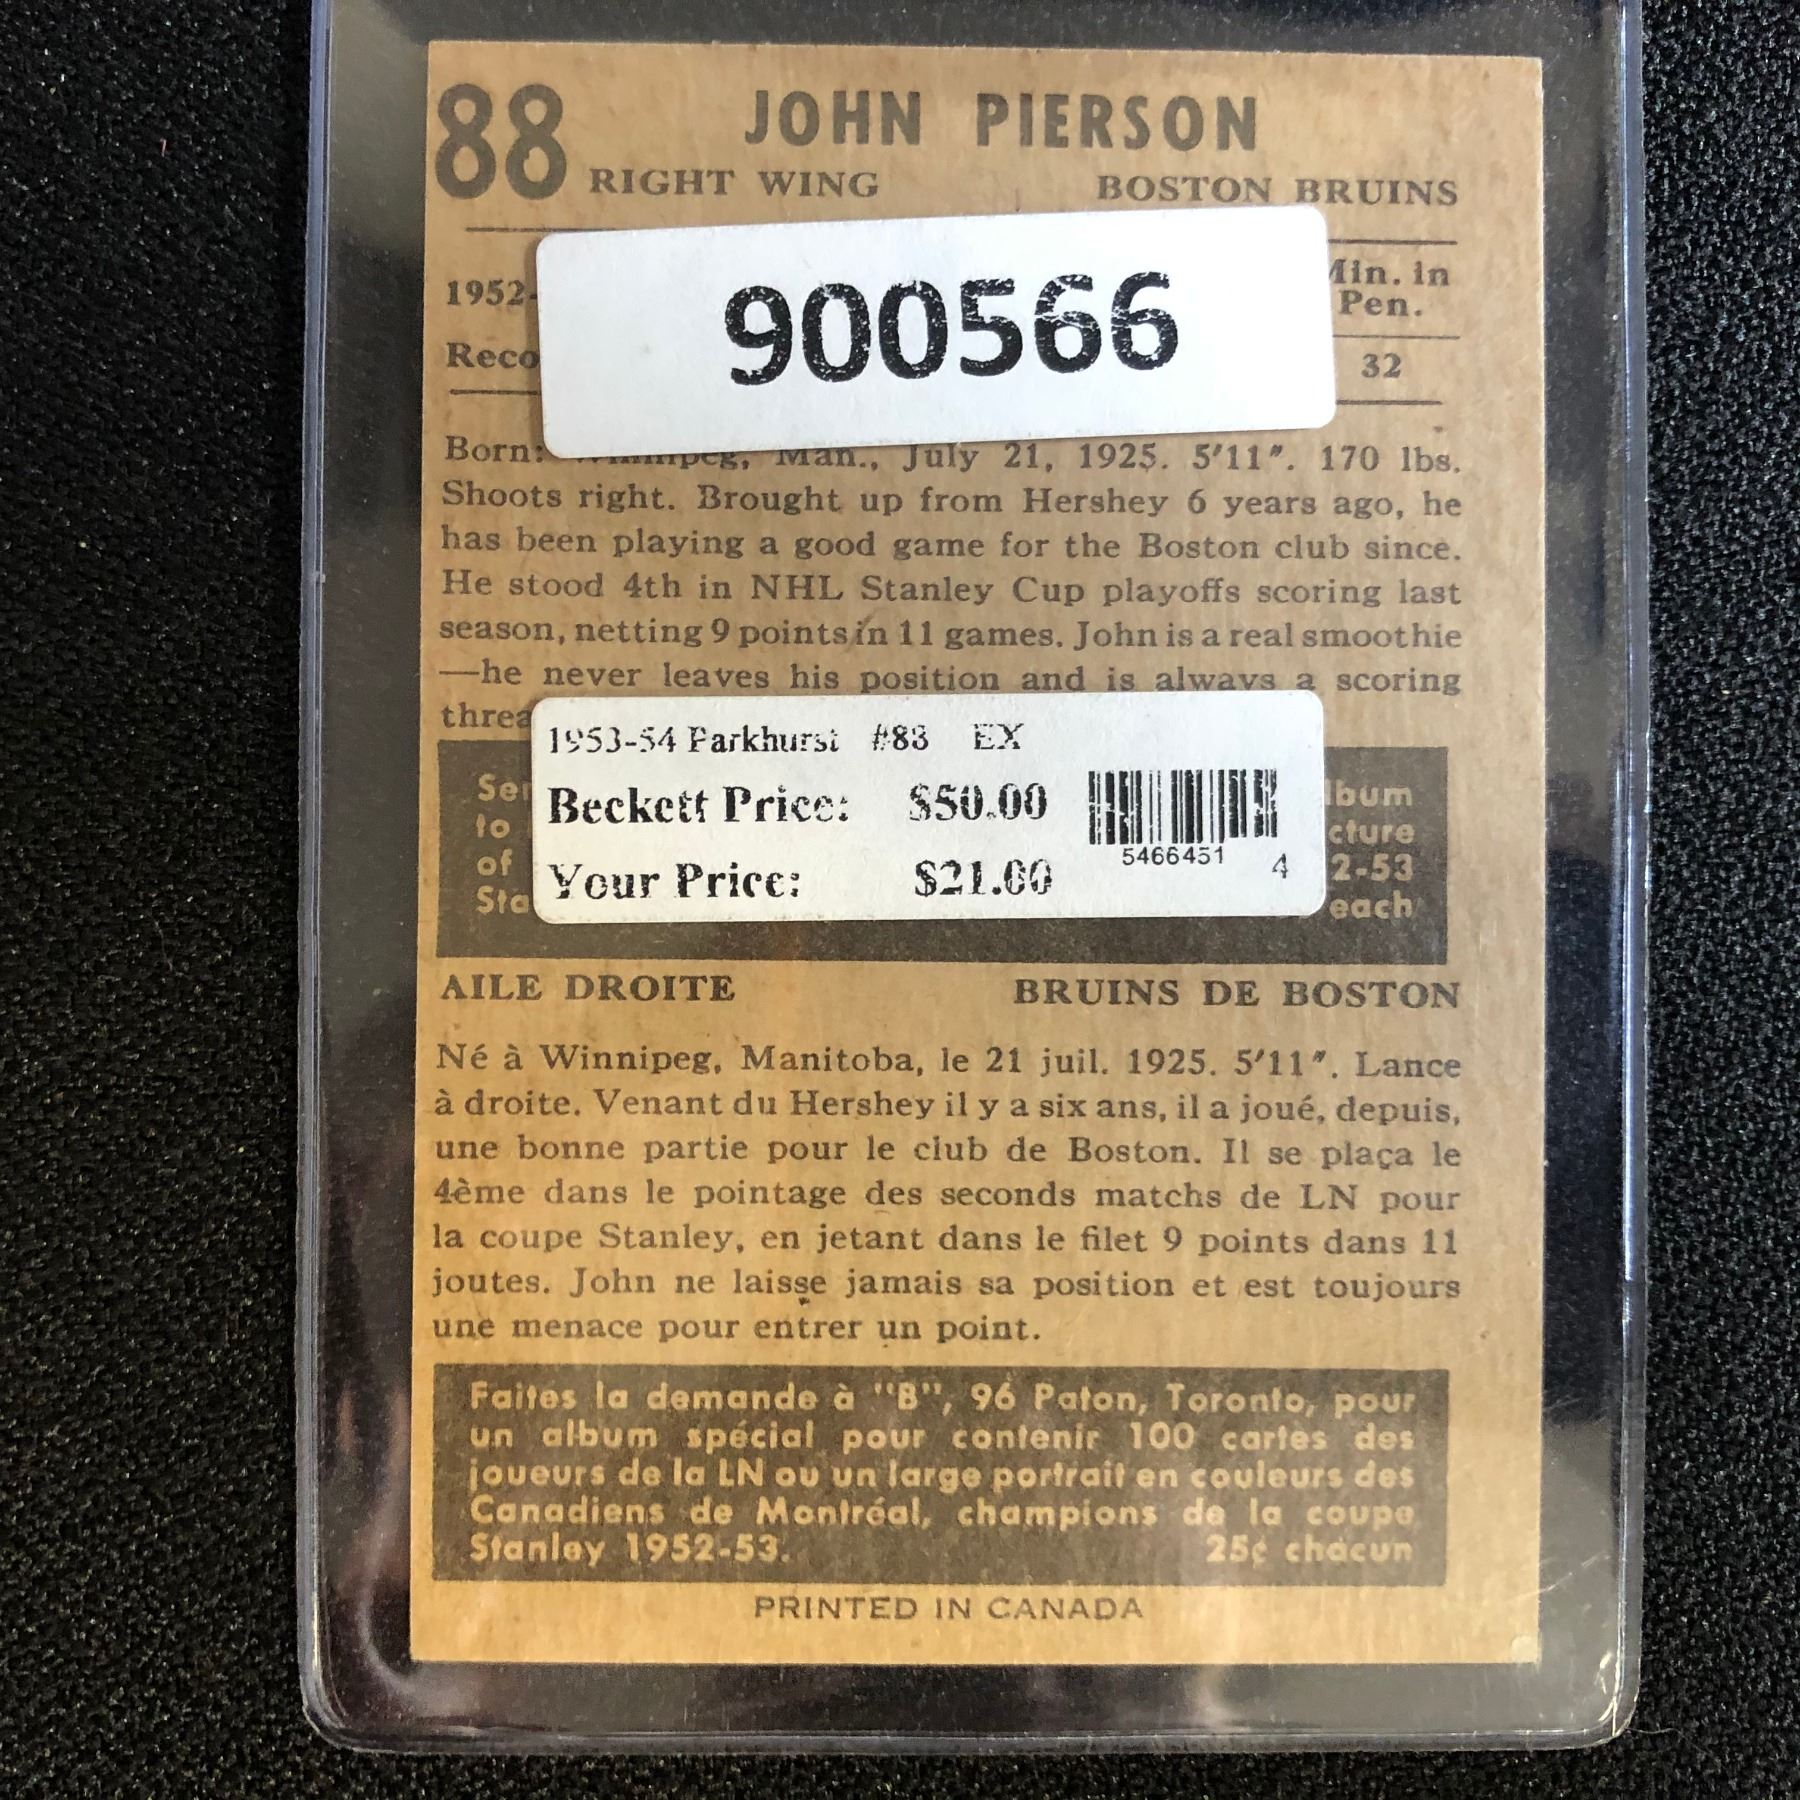 88 JOHN PIERSON
RIGHT WING BOSTON BRUINS
1952- Min. in
Pen.
900566
Reco 32
Born: Winnipeg, Man., July 21, 1925. 5'11". 170 lbs.
Shoots right. Brought up from Hershey 6 years ago, he
has been playing a good game for the Boston club since.
He stood 4th in NHL Stanley Cup playoffs scoring last
season, netting 9 points in 11 games. John is a real smoothie
—he never leaves his position and is always a scoring
threa
1953-54 Parkhurst #88 EX
Beckett Price: $50.00
Your Price: $21.00
5466451 4
Ser lbum
to cture
of 2-53
Sta each
AILE DROITE BRUINS DE BOSTON
Né à Winnipeg, Manitoba, le 21 juil. 1925. 5'11". Lance
à droite. Venant du Hershey il y a six ans, il a joué, depuis,
une bonne partie pour le club de Boston. Il se plaça le
4ème dans le pointage des seconds matchs de LN pour
la coupe Stanley, en jetant dans le filet 9 points dans 11
joutes. John ne laisse jamais sa position et est toujours
une menace pour entrer un point.
Faites la demande à "B", 96 Paton, Toronto, pour
un album spécial pour contenir 100 cartes des
joueurs de la LN ou un large portrait en couleurs des
Canadiens de Montréal, champions de la coupe
Stanley 1952-53. 25¢ chacun
PRINTED IN CANADA